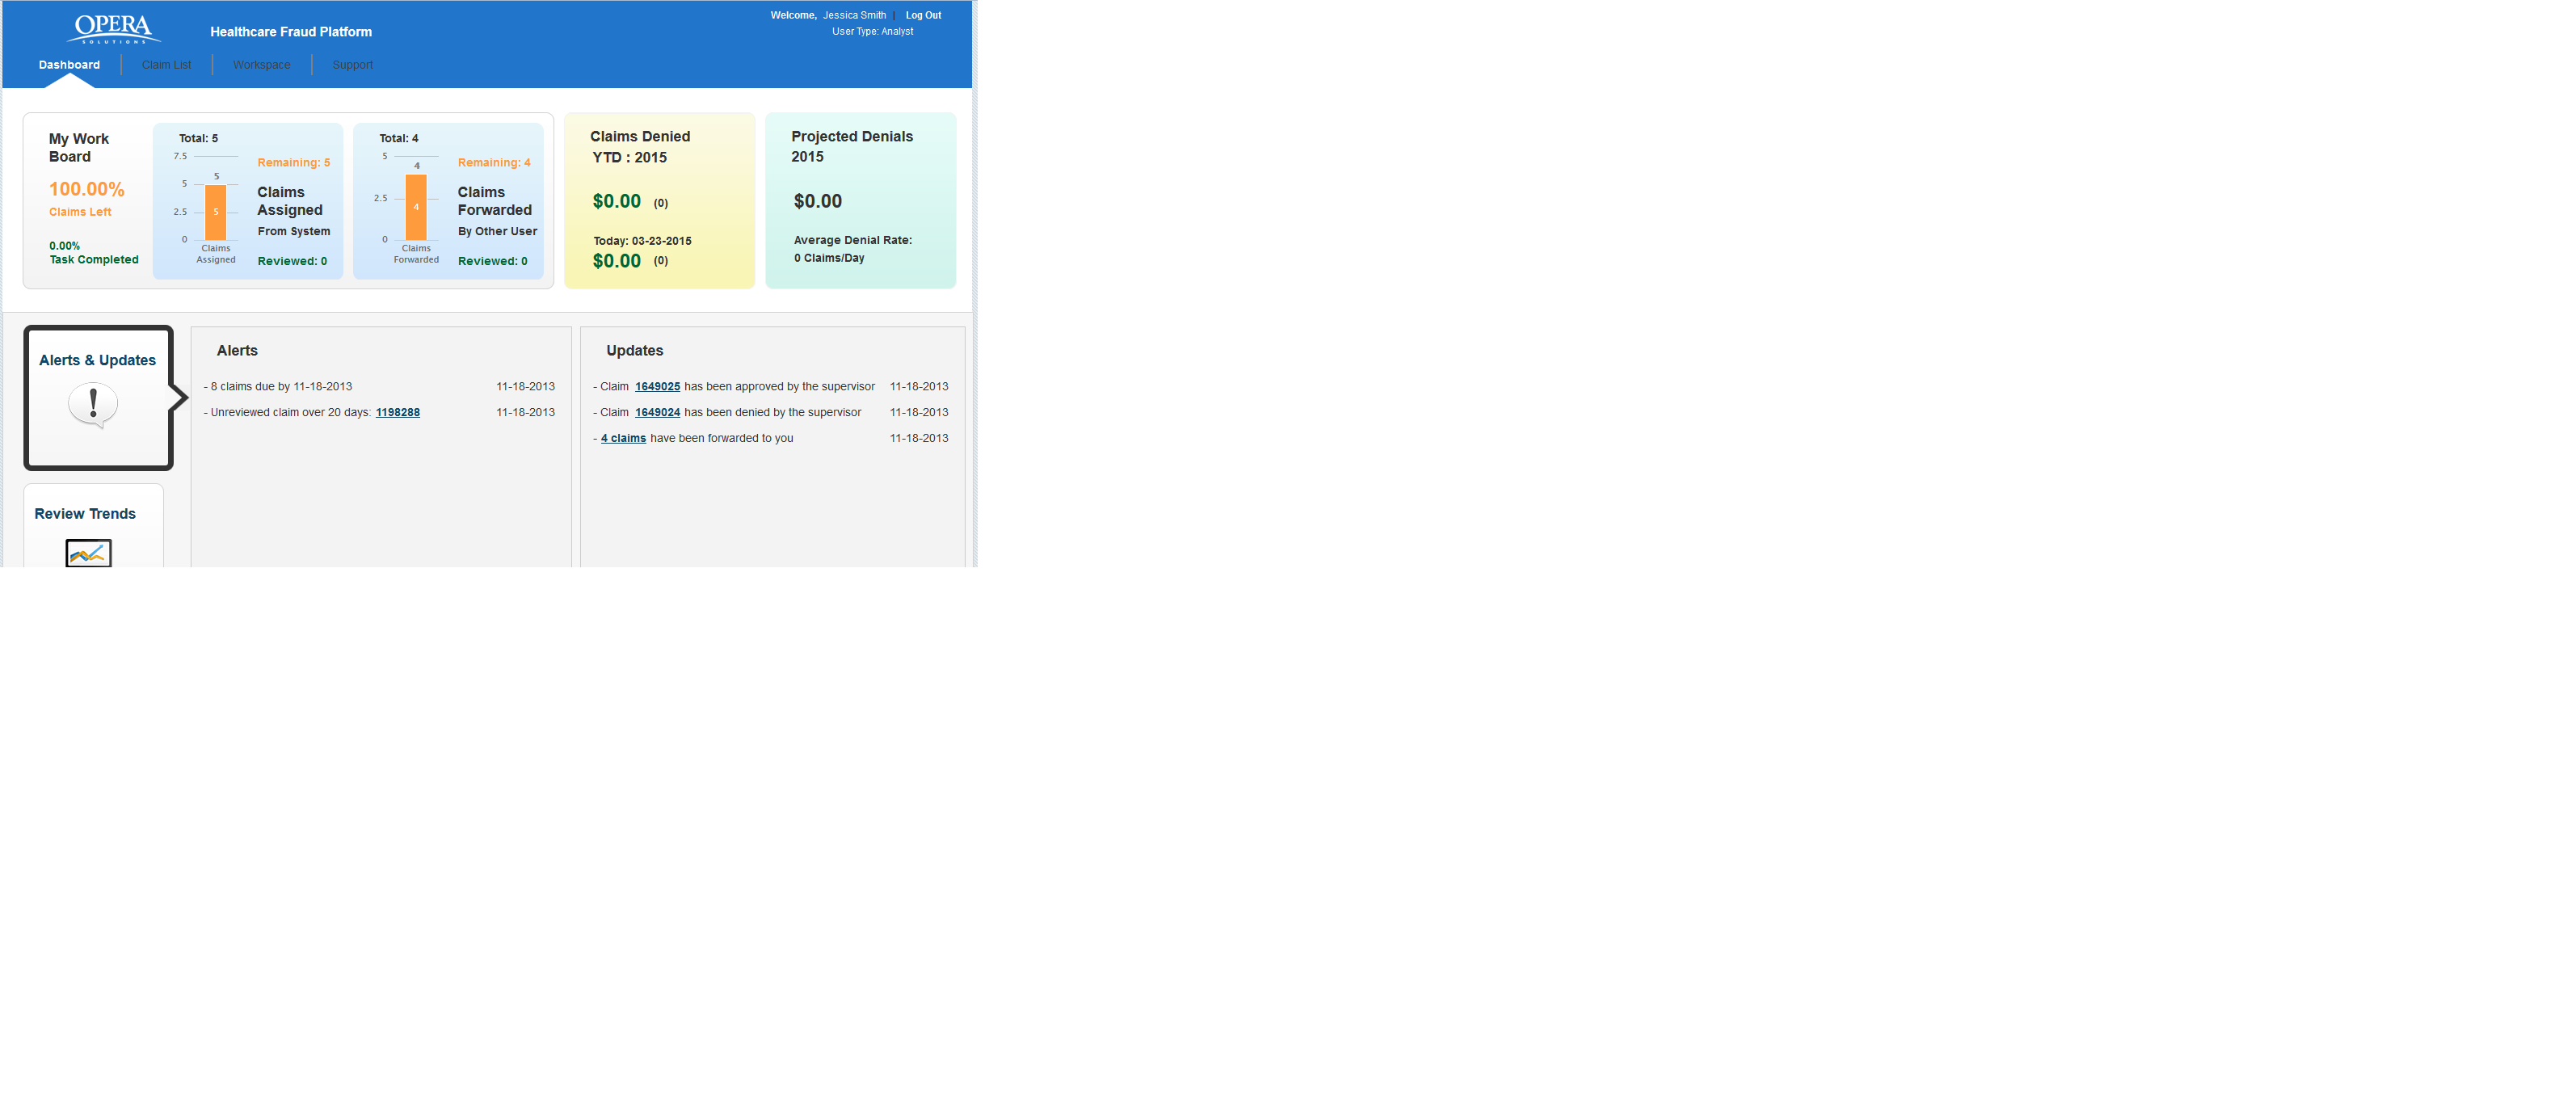 OPERA
SOLUTIONS
Healthcare Fraud Platform
Welcome, Jessica Smith | Log Out
User Type: Analyst
Dashboard
Claim List
Workspace
Support
My Work
Board
100.00%
Claims Left
0.00%
Task Completed
Total: 5
7.5
5
2.5
0
5
5
Claims
Assigned
Remaining: 5
Claims
Assigned
From System
Reviewed: 0
Total: 4
5
2.5
0
4
4
Claims
Forwarded
Remaining: 4
Claims
Forwarded
By Other User
Reviewed: 0
Claims Denied
YTD : 2015
$0.00 (0)
Today: 03-23-2015
$0.00 (0)
Projected Denials
2015
$0.00
Average Denial Rate:
0 Claims/Day
Alerts & Updates
Review Trends
Alerts
- 8 claims due by 11-18-2013 11-18-2013
- Unreviewed claim over 20 days: 1198288 11-18-2013
Updates
- Claim 1649025 has been approved by the supervisor 11-18-2013
- Claim 1649024 has been denied by the supervisor 11-18-2013
- 4 claims have been forwarded to you 11-18-2013